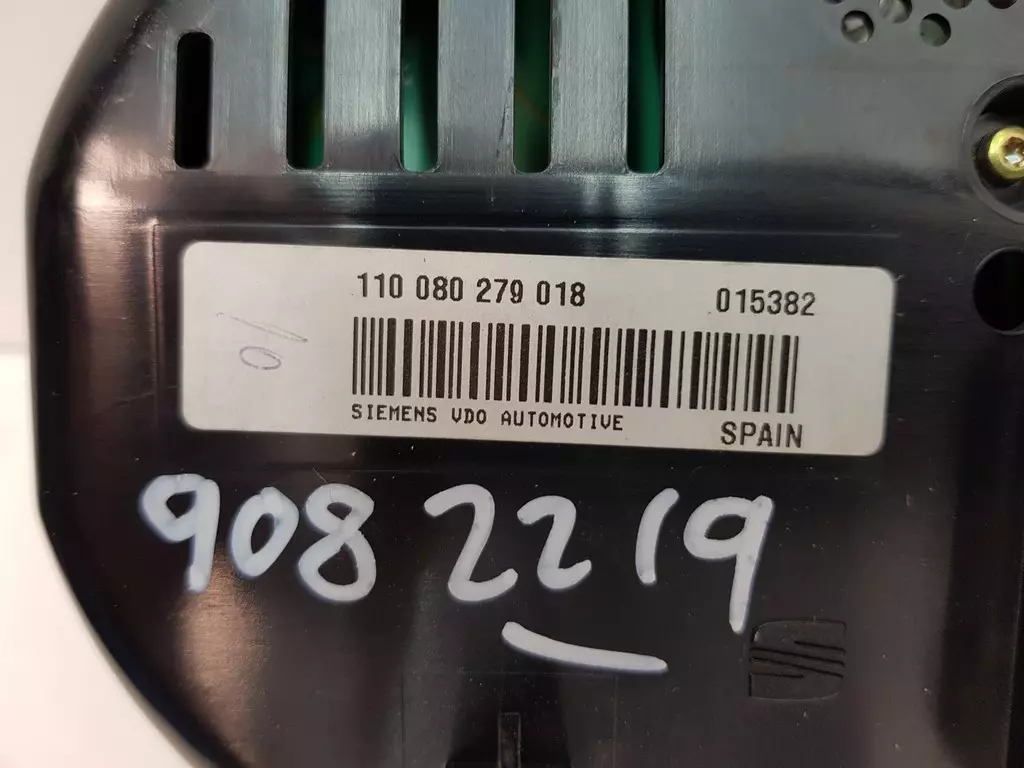 110 080 279 018 015382
SIEMENS VDO AUTOMOTIVE
SPAIN
9082219